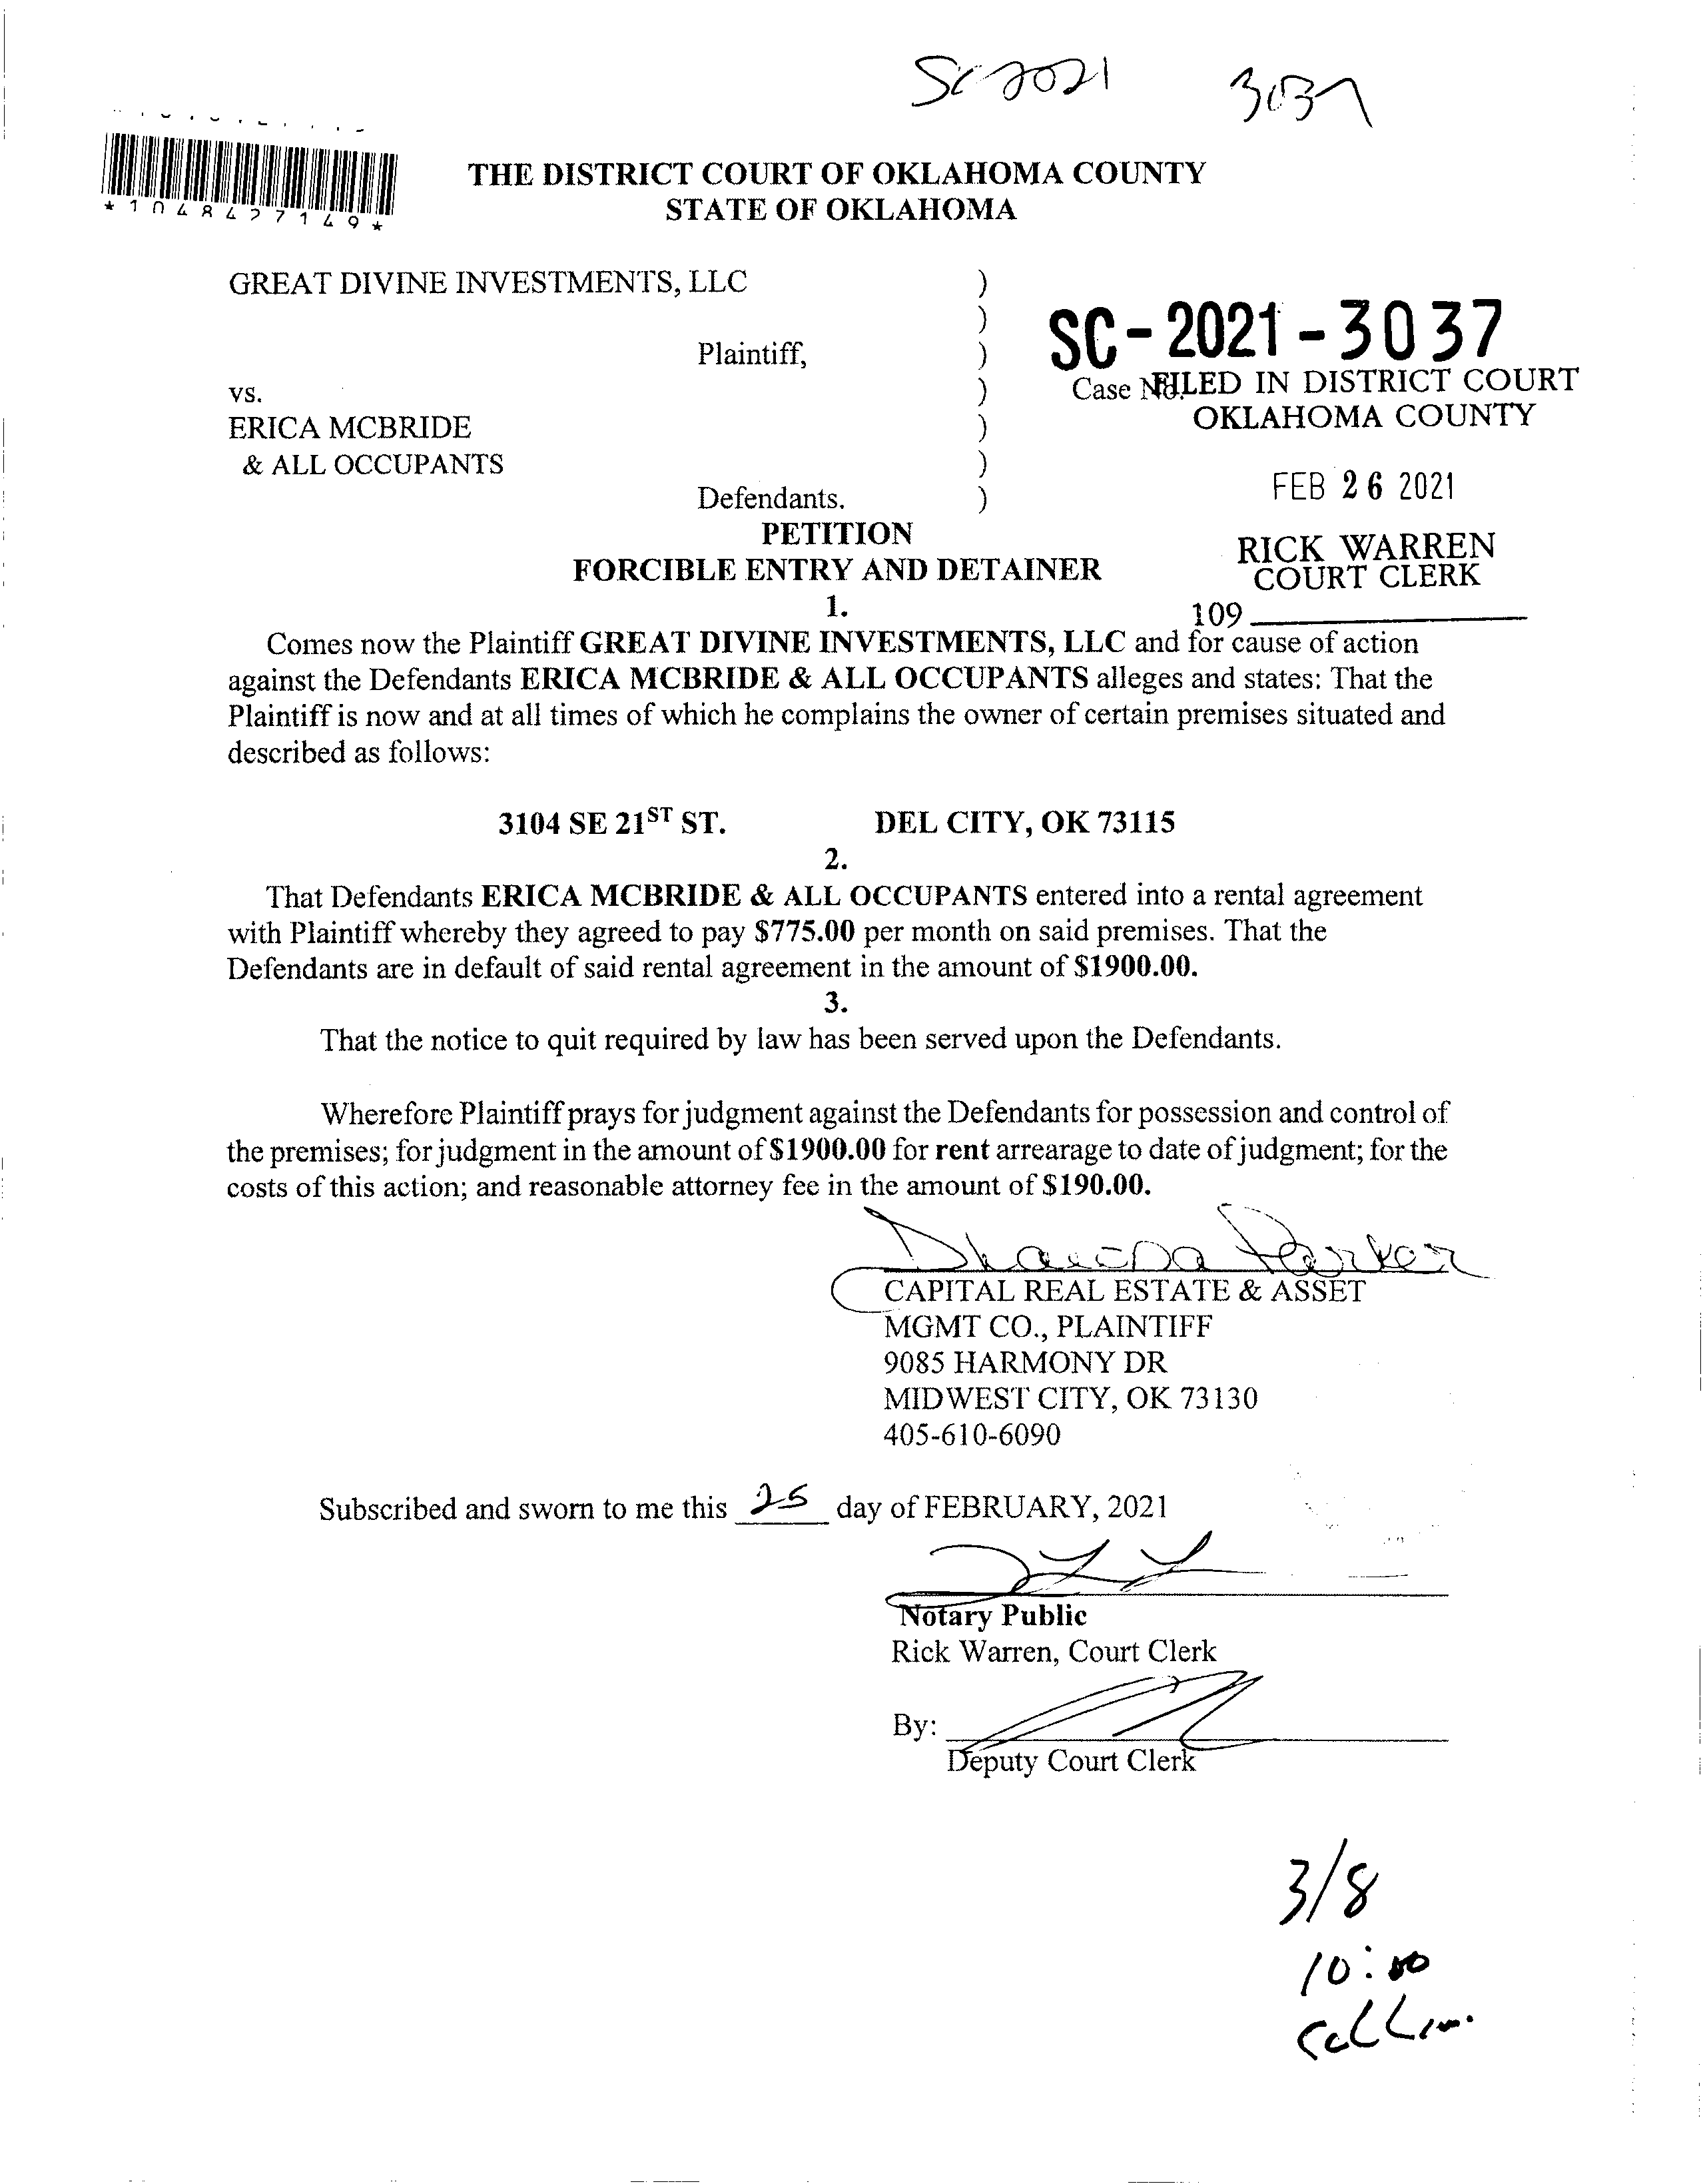 SC 2021 3037
*1048427149*
THE DISTRICT COURT OF OKLAHOMA COUNTY
STATE OF OKLAHOMA
GREAT DIVINE INVESTMENTS, LLC )
)
Plaintiff, )
SC-2021-3037
vs. )
Case No.
FILED IN DISTRICT COURT
OKLAHOMA COUNTY
ERICA MCBRIDE )
& ALL OCCUPANTS )
FEB 26 2021
Defendants. )
PETITION
RICK WARREN
COURT CLERK
FORCIBLE ENTRY AND DETAINER
1.
109
Comes now the Plaintiff GREAT DIVINE INVESTMENTS, LLC and for cause of action
against the Defendants ERICA MCBRIDE & ALL OCCUPANTS alleges and states: That the
Plaintiff is now and at all times of which he complains the owner of certain premises situated and
described as follows:
3104 SE 21ST ST. DEL CITY, OK 73115
2.
That Defendants ERICA MCBRIDE & ALL OCCUPANTS entered into a rental agreement
with Plaintiff whereby they agreed to pay $775.00 per month on said premises. That the
Defendants are in default of said rental agreement in the amount of $1900.00.
3.
That the notice to quit required by law has been served upon the Defendants.
Wherefore Plaintiff prays for judgment against the Defendants for possession and control of
the premises; for judgment in the amount of $1900.00 for rent arrearage to date of judgment; for the
costs of this action; and reasonable attorney fee in the amount of $190.00.
Parker
CAPITAL REAL ESTATE & ASSET
MGMT CO., PLAINTIFF
9085 HARMONY DR
MIDWEST CITY, OK 73130
405-610-6090
Subscribed and sworn to me this 25 day of FEBRUARY, 2021
Notary Public
Rick Warren, Court Clerk
By:
Deputy Court Clerk
3/8
10:00